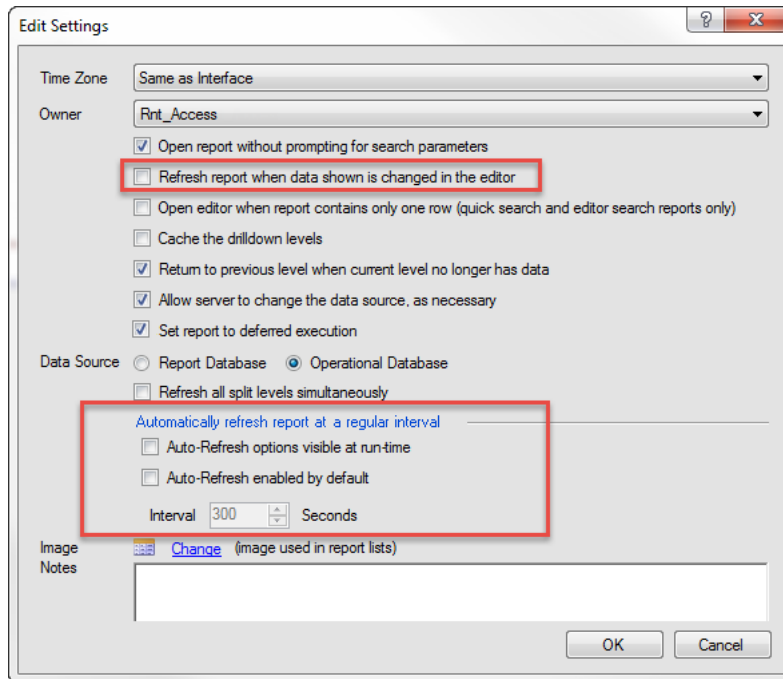 Edit Settings
Time Zone Same as Interface
Owner Rnt_Access
Open report without prompting for search parameters
Refresh report when data shown is changed in the editor
Open editor when report contains only one row (quick search and editor search reports only)
Cache the drilldown levels
Return to previous level when current level no longer has data
Allow server to change the data source, as necessary
Set report to deferred execution
Data Source Report Database Operational Database
Refresh all split levels simultaneously
Automatically refresh report at a regular interval
Auto-Refresh options visible at run-time
Auto-Refresh enabled by default
Interval 300 Seconds
Image Change (image used in report lists)
Notes
OK Cancel